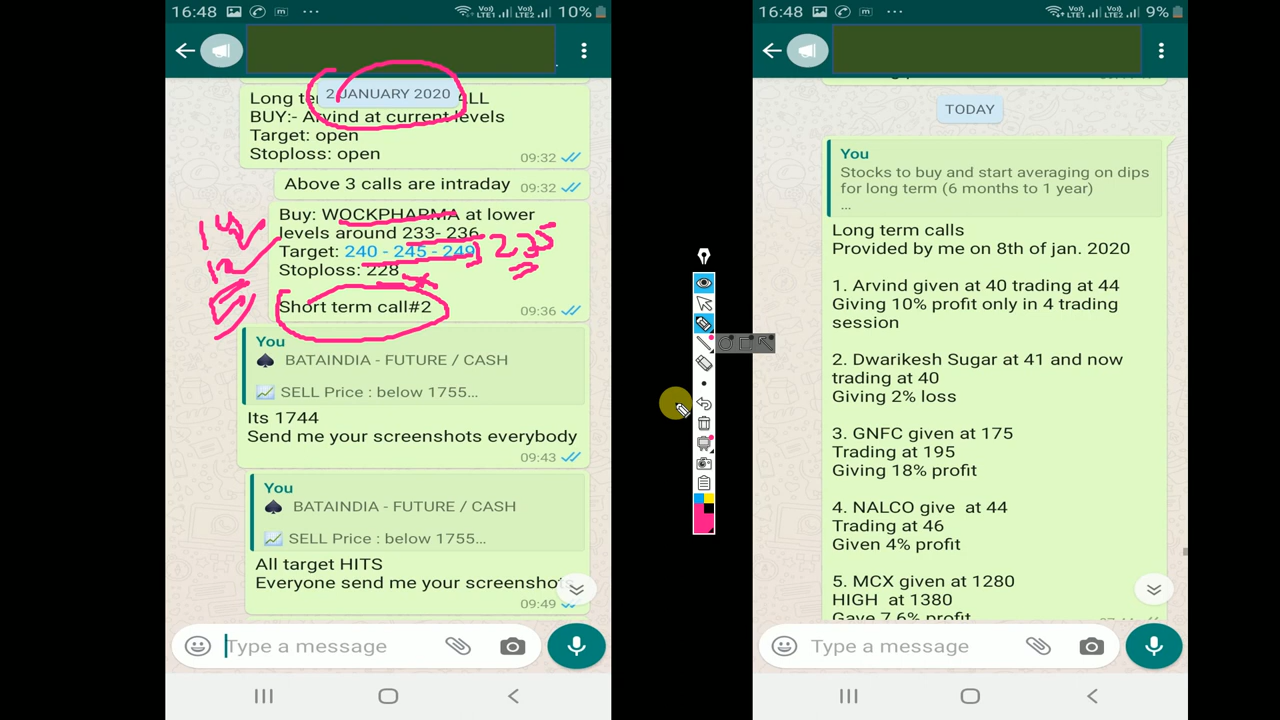 16:48
10%
2 JANUARY 2020
Long te ALL
BUY:- Arvind at current levels
Target: open
Stoploss: open
09:32
Above 3 calls are intraday
09:32
Buy: WOCKPHARMA at lower
levels around 233- 236
Target: 240 - 245 - 249
Stoploss: 228
Short term call#2
09:36
235
You
BATAINDIA - FUTURE / CASH
SELL Price : below 1755...
Its 1744
Send me your screenshots everybody
09:43
You
BATAINDIA - FUTURE / CASH
SELL Price : below 1755...
All target HITS
Everyone send me your screenshots
09:49
Type a message
16:48
9%
TODAY
You
Stocks to buy and start averaging on dips
for long term (6 months to 1 year)
...
Long term calls
Provided by me on 8th of jan. 2020
1. Arvind given at 40 trading at 44
Giving 10% profit only in 4 trading
session
2. Dwarikesh Sugar at 41 and now
trading at 40
Giving 2% loss
3. GNFC given at 175
Trading at 195
Giving 18% profit
4. NALCO give at 44
Trading at 46
Given 4% profit
5. MCX given at 1280
HIGH at 1380
Gave 7.6% profit
Type a message